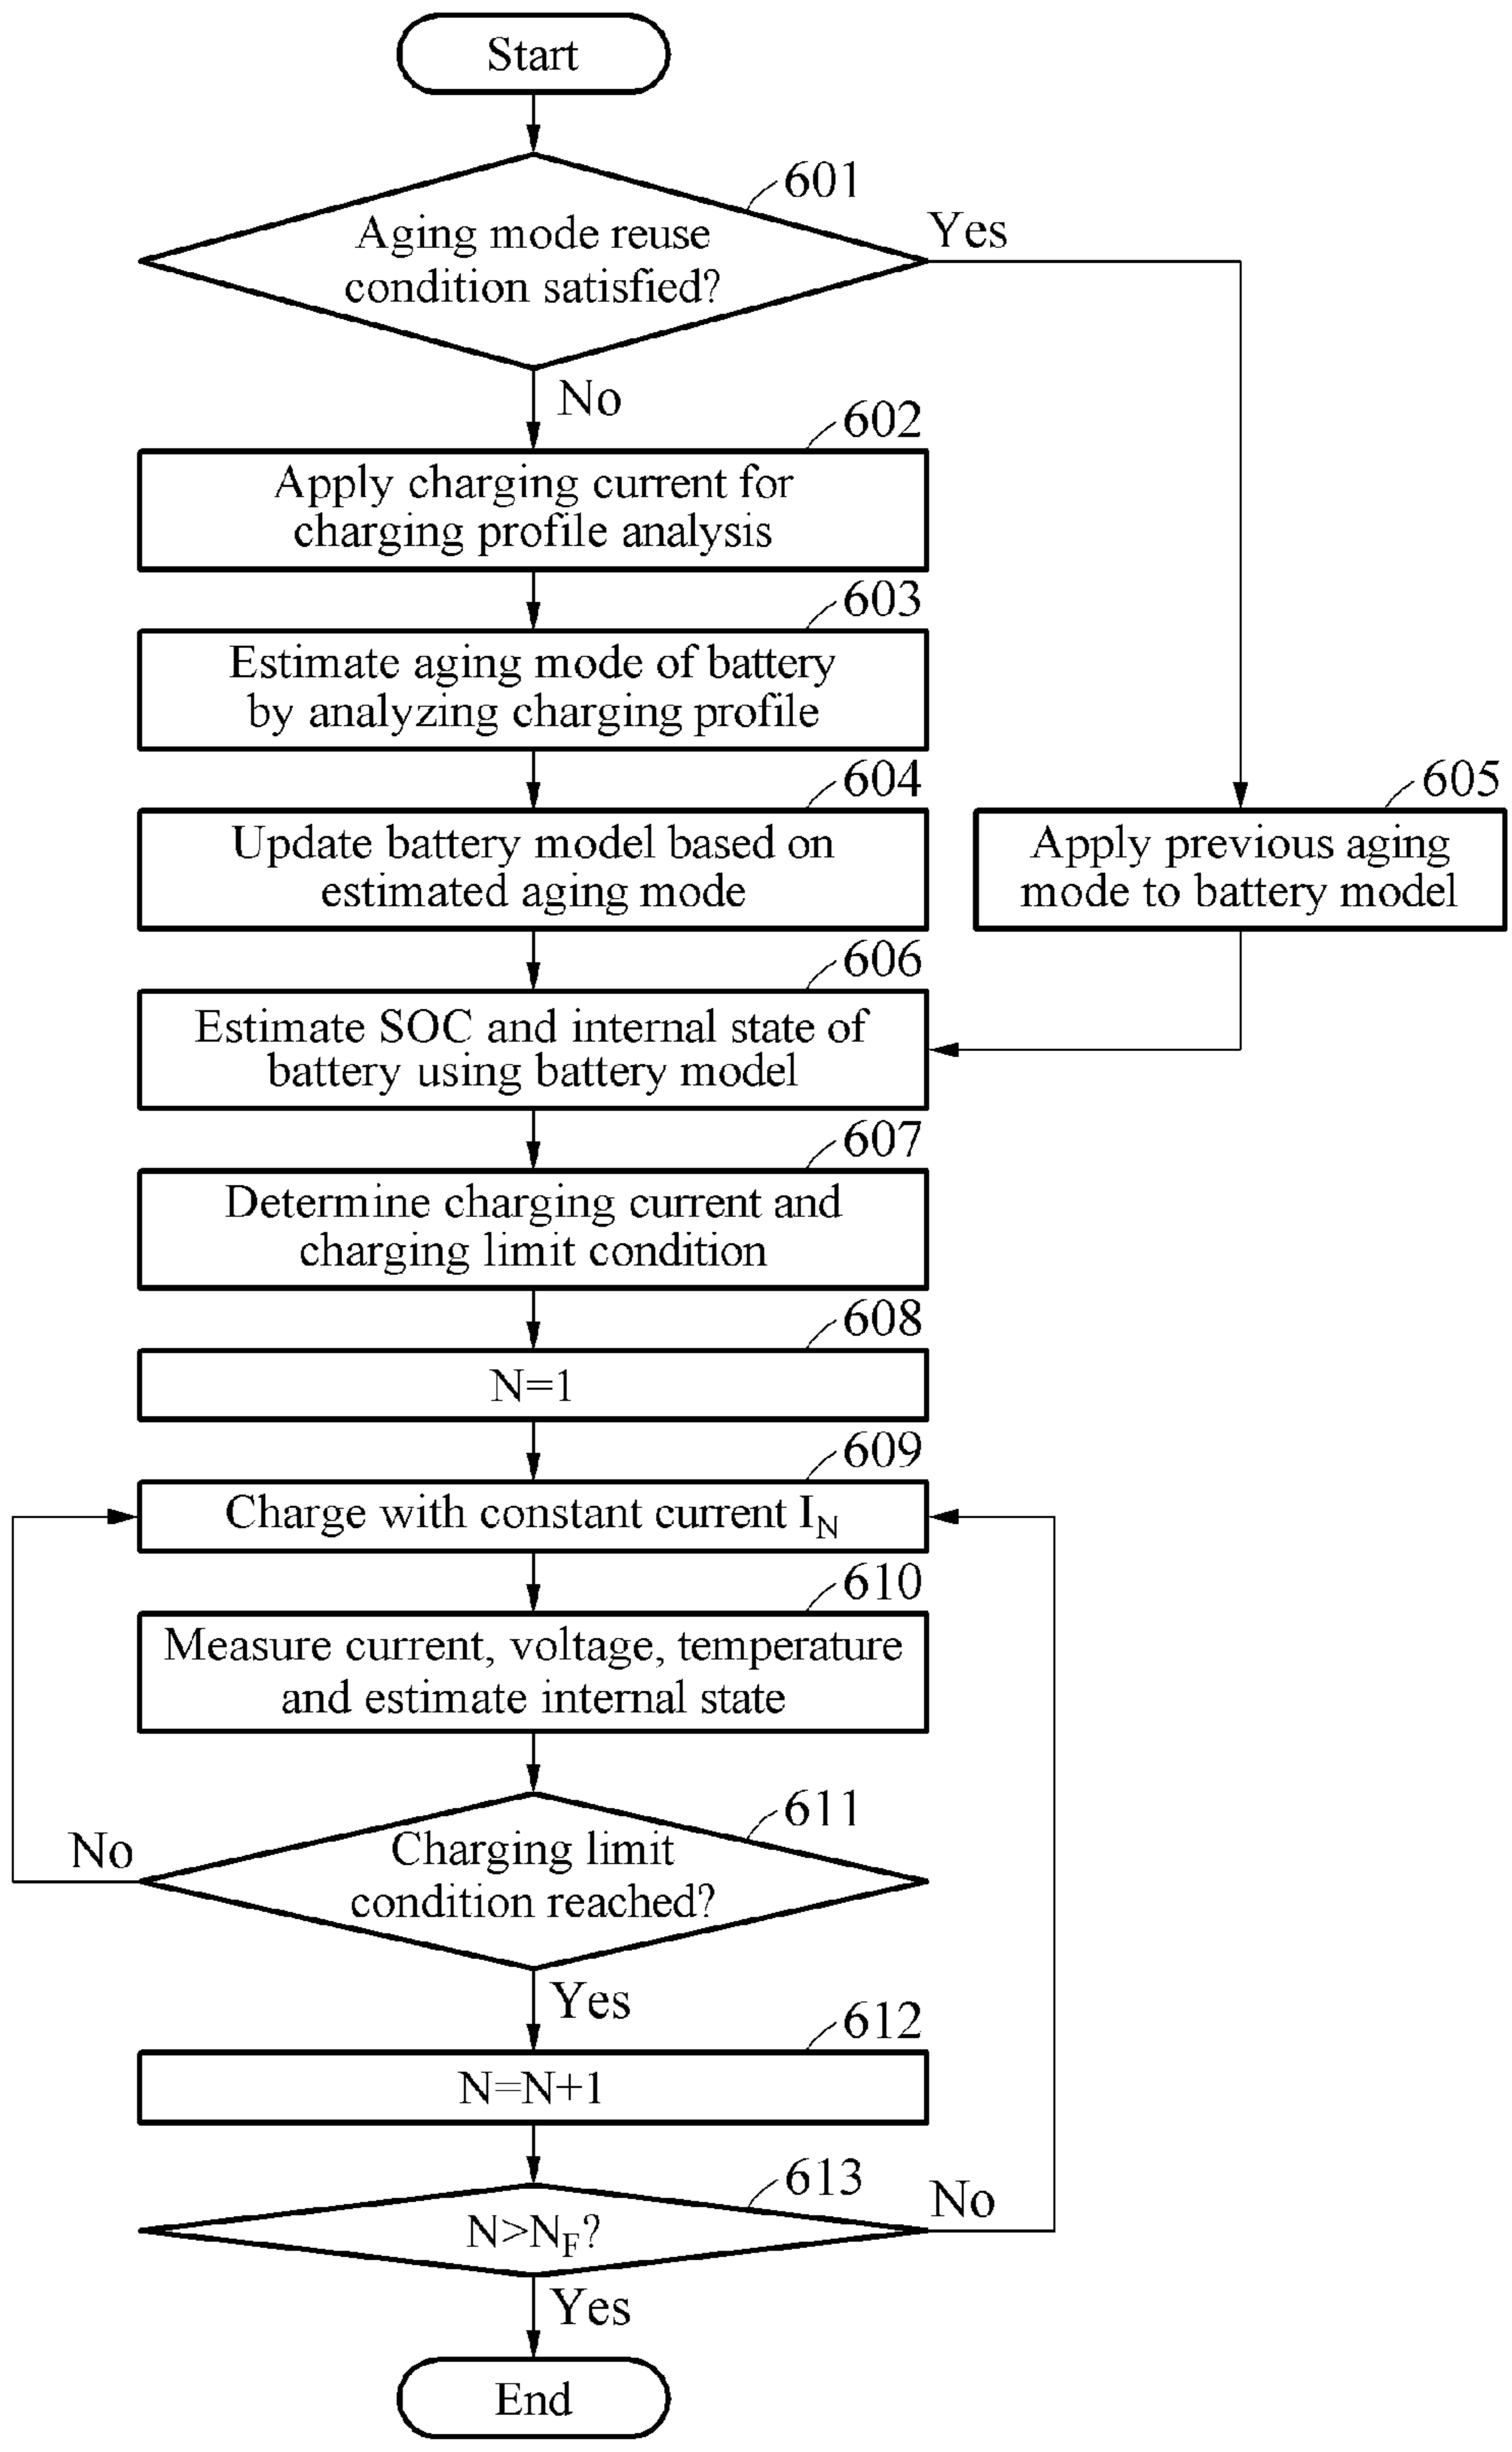 Start
601
Aging mode reuse
condition satisfied?
Yes
No
602
Apply charging current for
charging profile analysis
603
Estimate aging mode of battery
by analyzing charging profile
604
Update battery model based on
estimated aging mode
605
Apply previous aging
mode to battery model
606
Estimate SOC and internal state of
battery using battery model
607
Determine charging current and
charging limit condition
608
N=1
609
Charge with constant current I_N
610
Measure current, voltage, temperature
and estimate internal state
611
Charging limit
condition reached?
No
Yes
612
N=N+1
613
N>N_F?
No
Yes
End